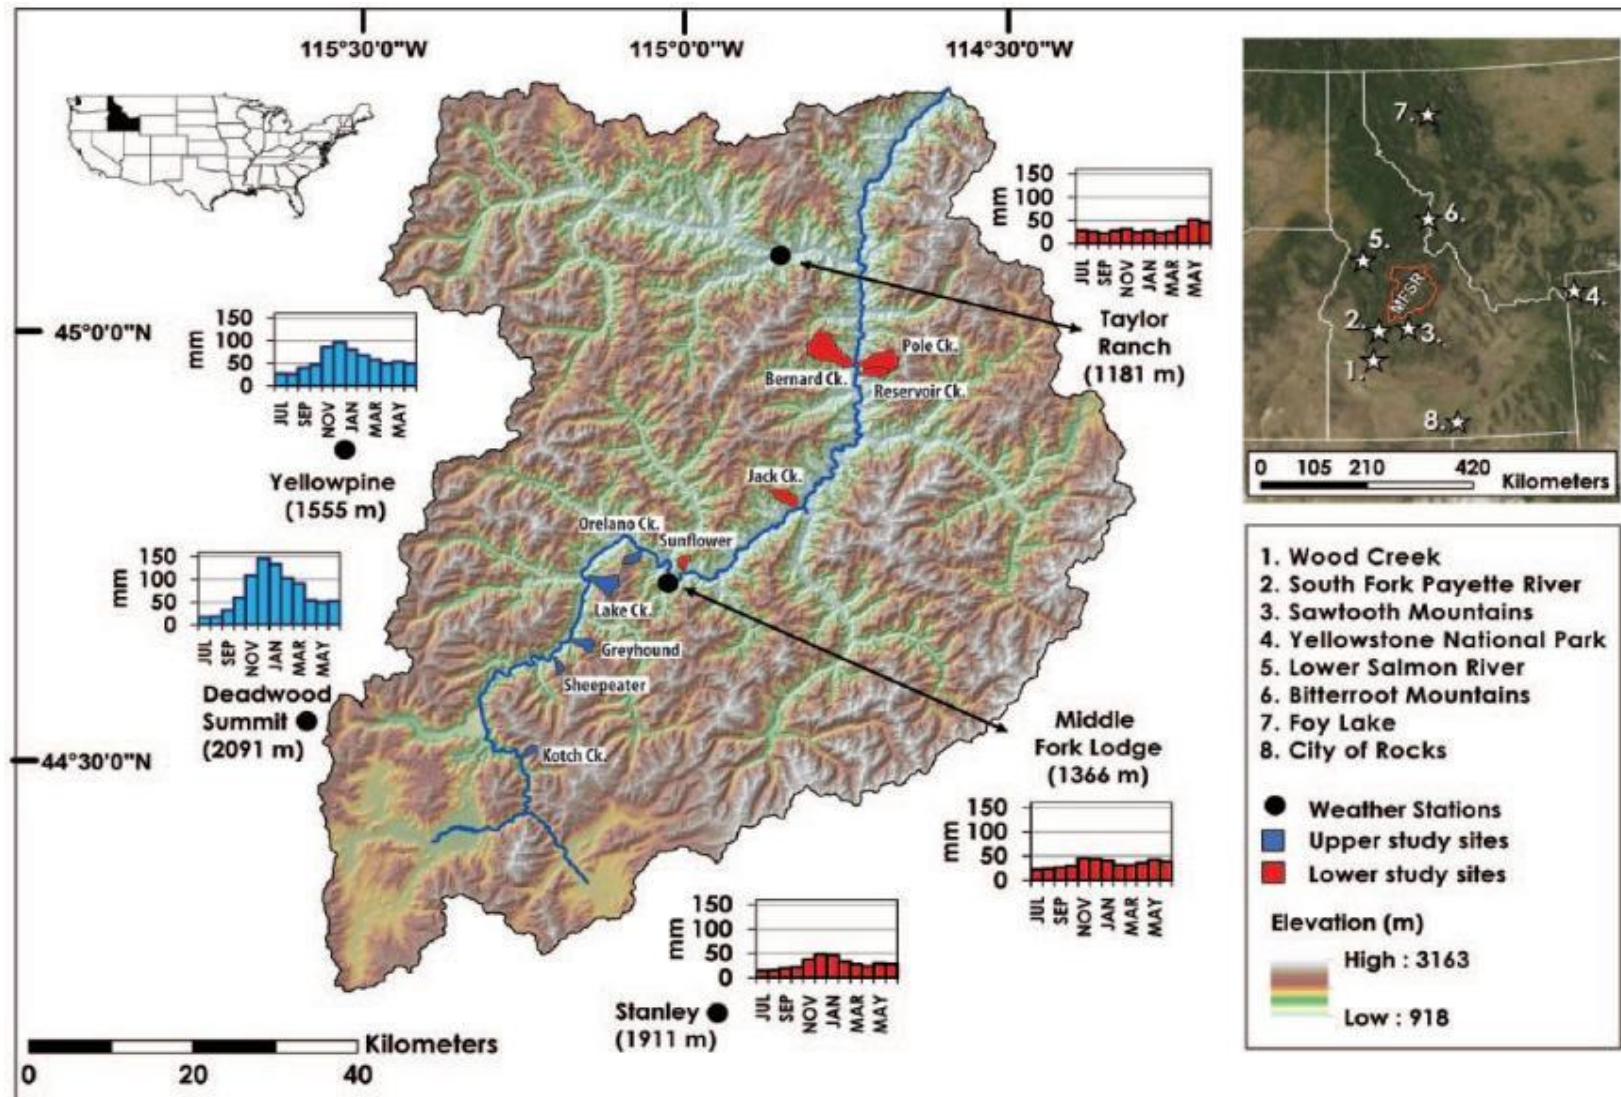 115°30'0"W
115°0'0"W
114°30'0"W
45°0'0"N
44°30'0"N
mm
150
100
50
0
JUL
SEP
NOV
JAN
MAR
MAY
Taylor
Ranch
(1181 m)
mm
150
100
50
0
JUL
SEP
NOV
JAN
MAR
MAY
Yellowpine
(1555 m)
mm
150
100
50
0
JUL
SEP
NOV
JAN
MAR
MAY
Deadwood
Summit
(2091 m)
Pole Ck.
Bernard Ck.
Reservoir Ck.
Jack Ck.
Orelano Ck.
Sunflower
Lake Ck.
Greyhound
Sheepeater
Kotch Ck.
Middle
Fork Lodge
(1366 m)
mm
150
100
50
0
JUL
SEP
NOV
JAN
MAR
MAY
mm
150
100
50
0
JUL
SEP
NOV
JAN
MAR
MAY
Stanley
(1911 m)
Kilometers
0 20 40
7.
6.
5.
MFSR
4.
2.
3.
1.
8.
0 105 210 420
Kilometers
1. Wood Creek
2. South Fork Payette River
3. Sawtooth Mountains
4. Yellowstone National Park
5. Lower Salmon River
6. Bitterroot Mountains
7. Foy Lake
8. City of Rocks
Weather Stations
Upper study sites
Lower study sites
Elevation (m)
High : 3163
Low : 918